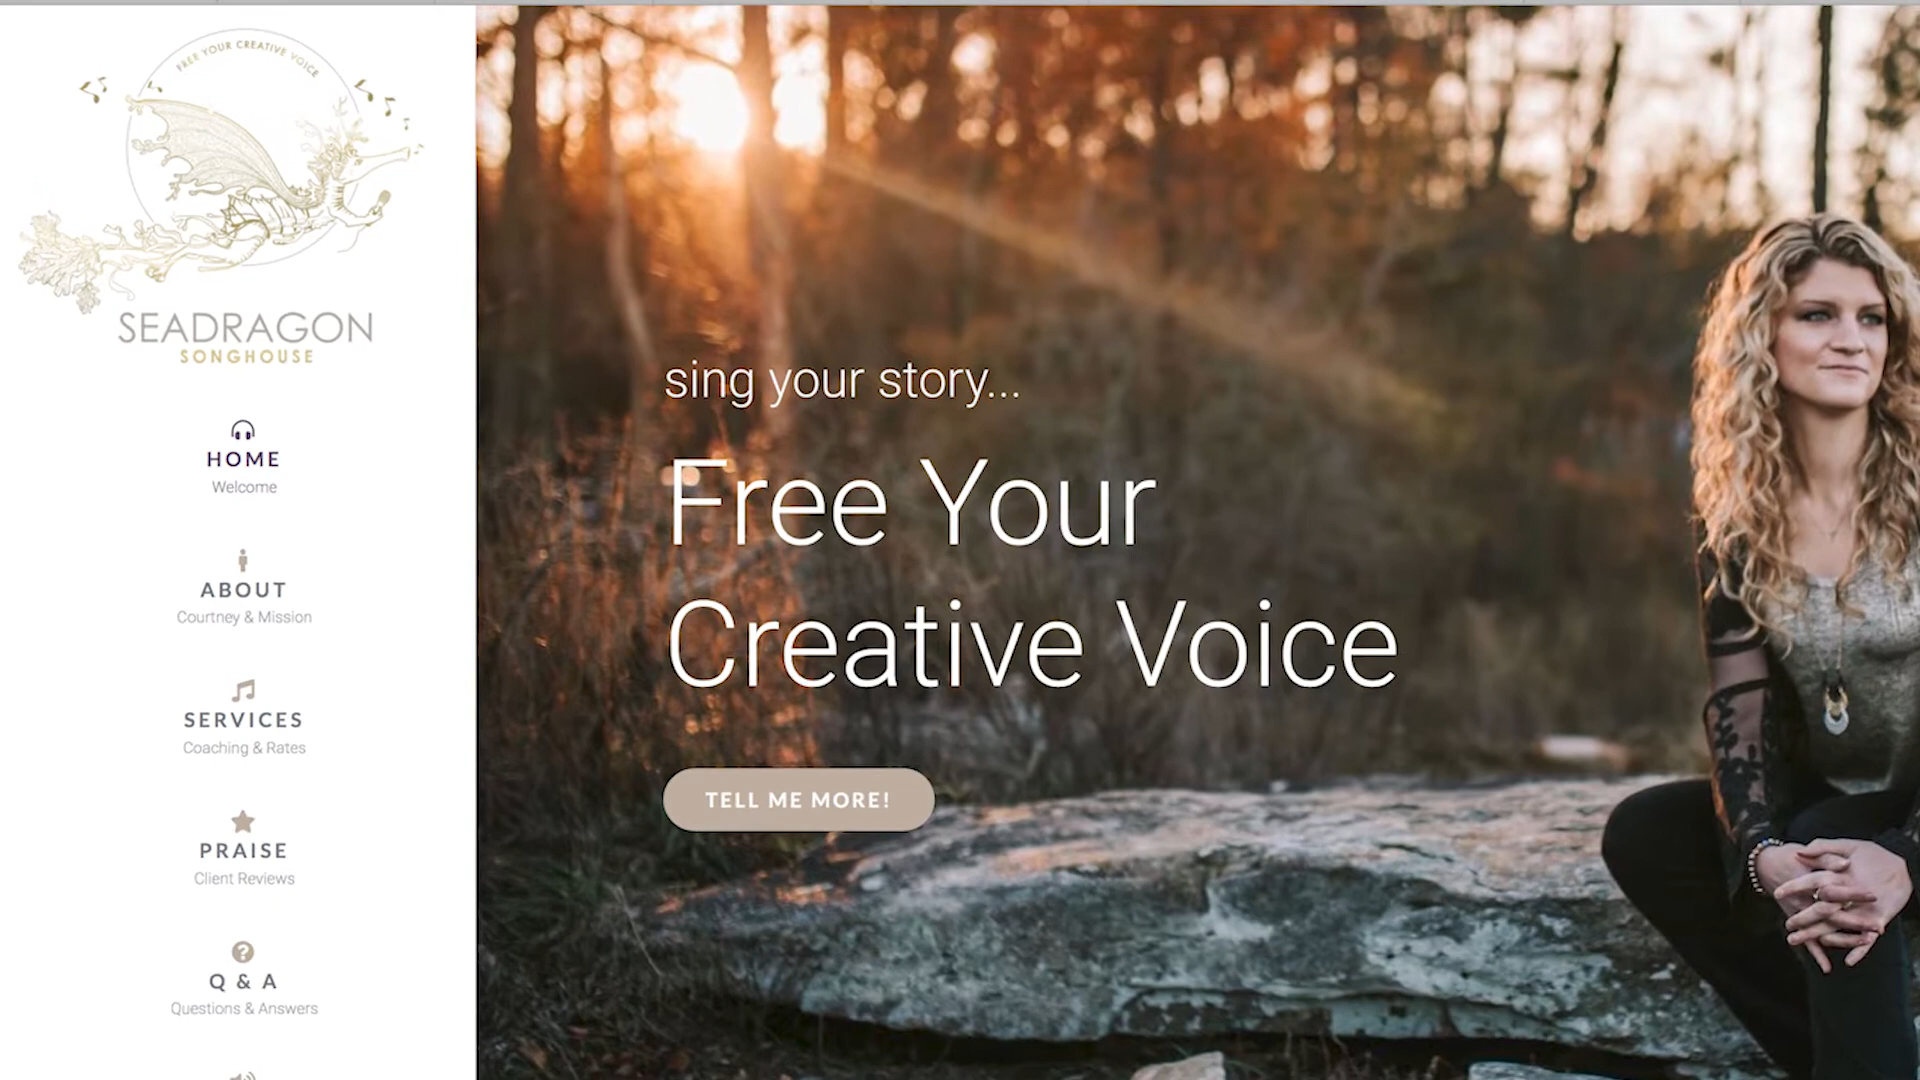 FREE YOUR CREATIVE VOICE
SEADRAGON
SONGHOUSE
HOME
Welcome
ABOUT
Courtney & Mission
SERVICES
Coaching & Rates
PRAISE
Client Reviews
Q & A
Questions & Answers
sing your story...
Free Your
Creative Voice
TELL ME MORE!